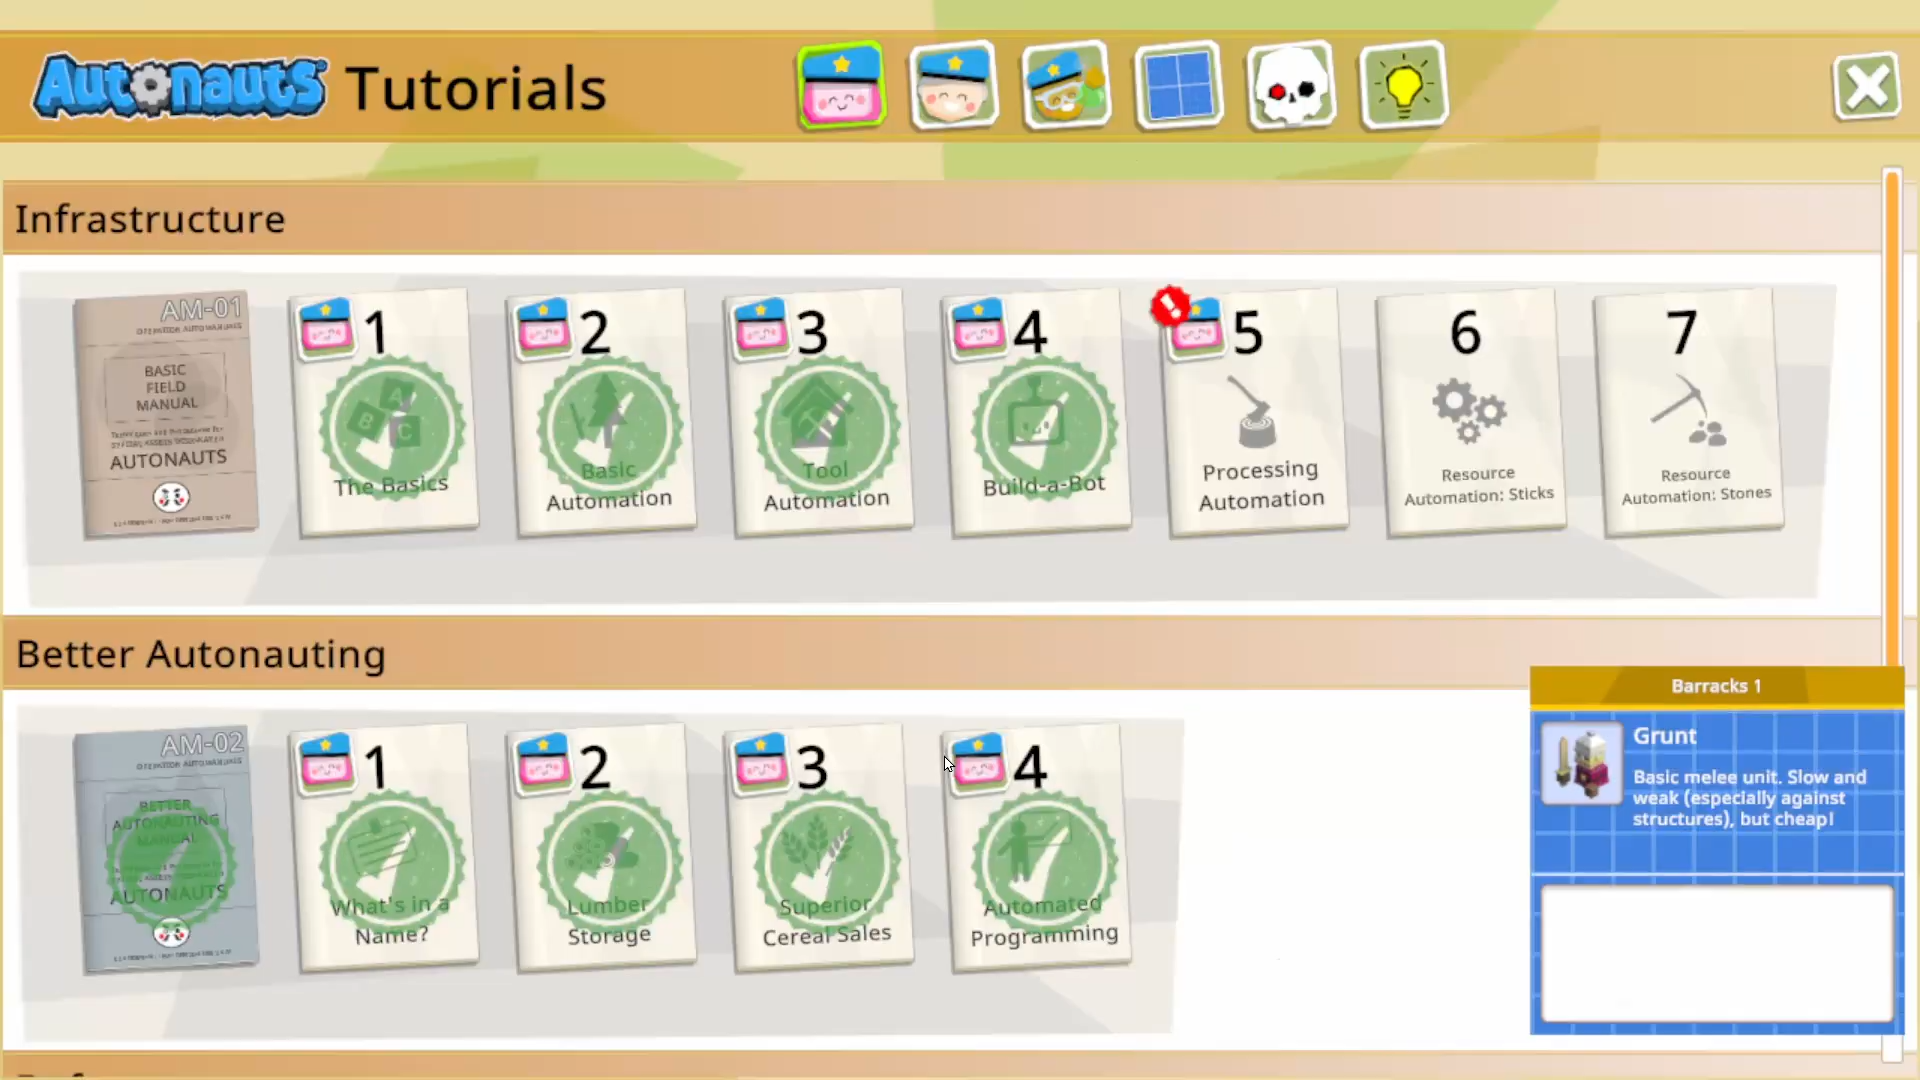 Autonauts Tutorials
Infrastructure
AM-01
BASIC
FIELD
MANUAL
AUTONAUTS
1
The Basics
2
Basic
Automation
3
Tool
Automation
4
Build-a-Bot
5
Processing
Automation
6
Resource
Automation: Sticks
7
Resource
Automation: Stones
Better Autonauting
AM-02
BETTER
AUTONAUTING
MANUAL
AUTONAUTS
1
What's in a
Name?
2
Lumber
Storage
3
Superior
Cereal Sales
4
Automated
Programming
Barracks 1
Grunt
Basic melee unit. Slow and
weak (especially against
structures), but cheap!